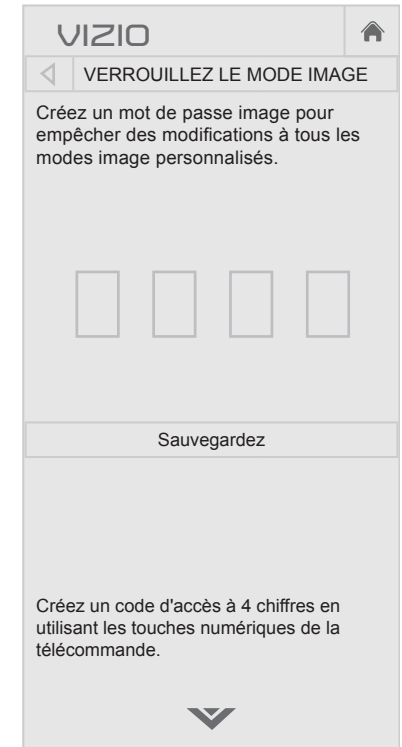 VIZIO
VERROUILLEZ LE MODE IMAGE
Créez un mot de passe image pour
empêcher des modifications à tous les
modes image personnalisés.
Sauvegardez
Créez un code d'accès à 4 chiffres en
utilisant les touches numériques de la
télécommande.